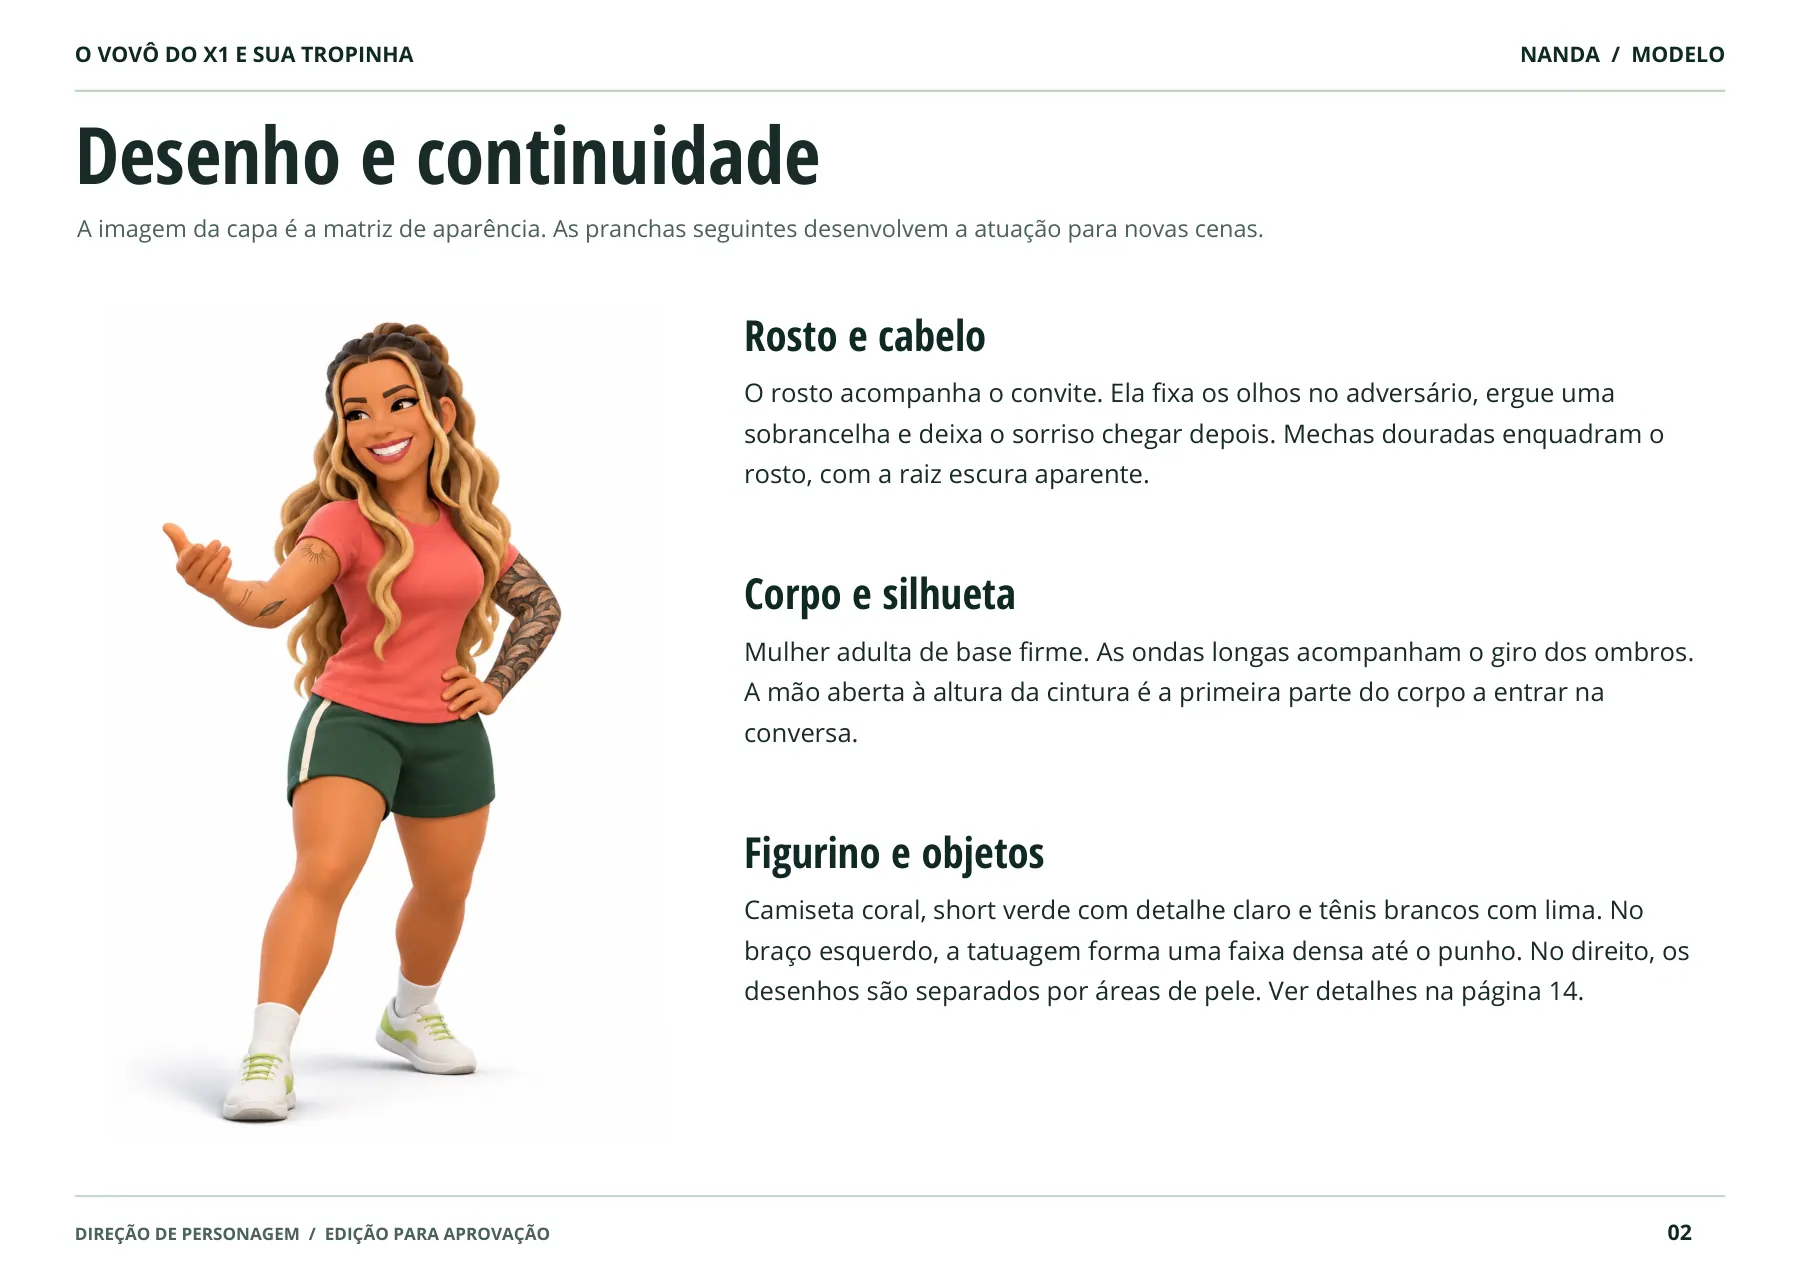 O VOVÔ DO X1 E SUA TROPINHA
NANDA / MODELO
Desenho e continuidade
A imagem da capa é a matriz de aparência. As pranchas seguintes desenvolvem a atuação para novas cenas.
Rosto e cabelo
O rosto acompanha o convite. Ela fixa os olhos no adversário, ergue uma
sobrancelha e deixa o sorriso chegar depois. Mechas douradas enquadram o
rosto, com a raiz escura aparente.
Corpo e silhueta
Mulher adulta de base firme. As ondas longas acompanham o giro dos ombros.
A mão aberta à altura da cintura é a primeira parte do corpo a entrar na
conversa.
Figurino e objetos
Camiseta coral, short verde com detalhe claro e tênis brancos com lima. No
braço esquerdo, a tatuagem forma uma faixa densa até o punho. No direito, os
desenhos são separados por áreas de pele. Ver detalhes na página 14.
DIREÇÃO DE PERSONAGEM / EDIÇÃO PARA APROVAÇÃO
02